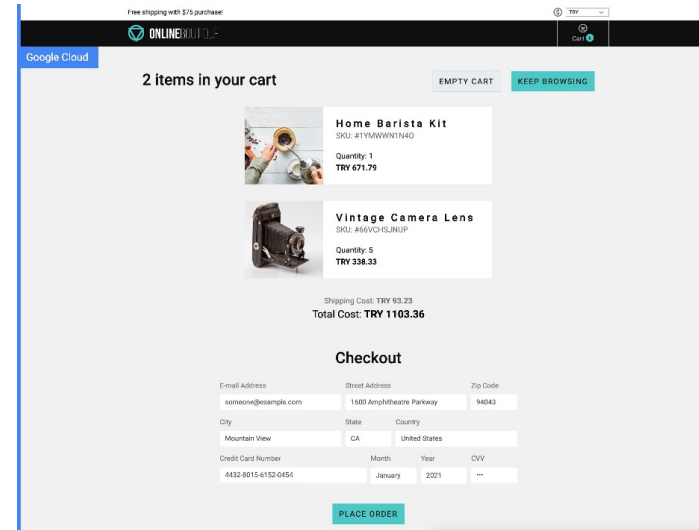 Free shipping with $75 purchase!
TRY
ONLINEBOUTIQUE
Cart
Google Cloud
2 items in your cart
EMPTY CART
KEEP BROWSING
Home Barista Kit
SKU: #1YMWWN1N4O
Quantity: 1
TRY 671.79
Vintage Camera Lens
SKU: #66VCHSJNUP
Quantity: 5
TRY 338.33
Shipping Cost: TRY 93.23
Total Cost: TRY 1103.36
Checkout
E-mail Address
Street Address
Zip Code
someone@example.com
1600 Amphitheatre Parkway
94043
City
State
Country
Mountain View
CA
United States
Credit Card Number
Month
Year
CVV
4432-8015-6152-0454
January
2021
PLACE ORDER